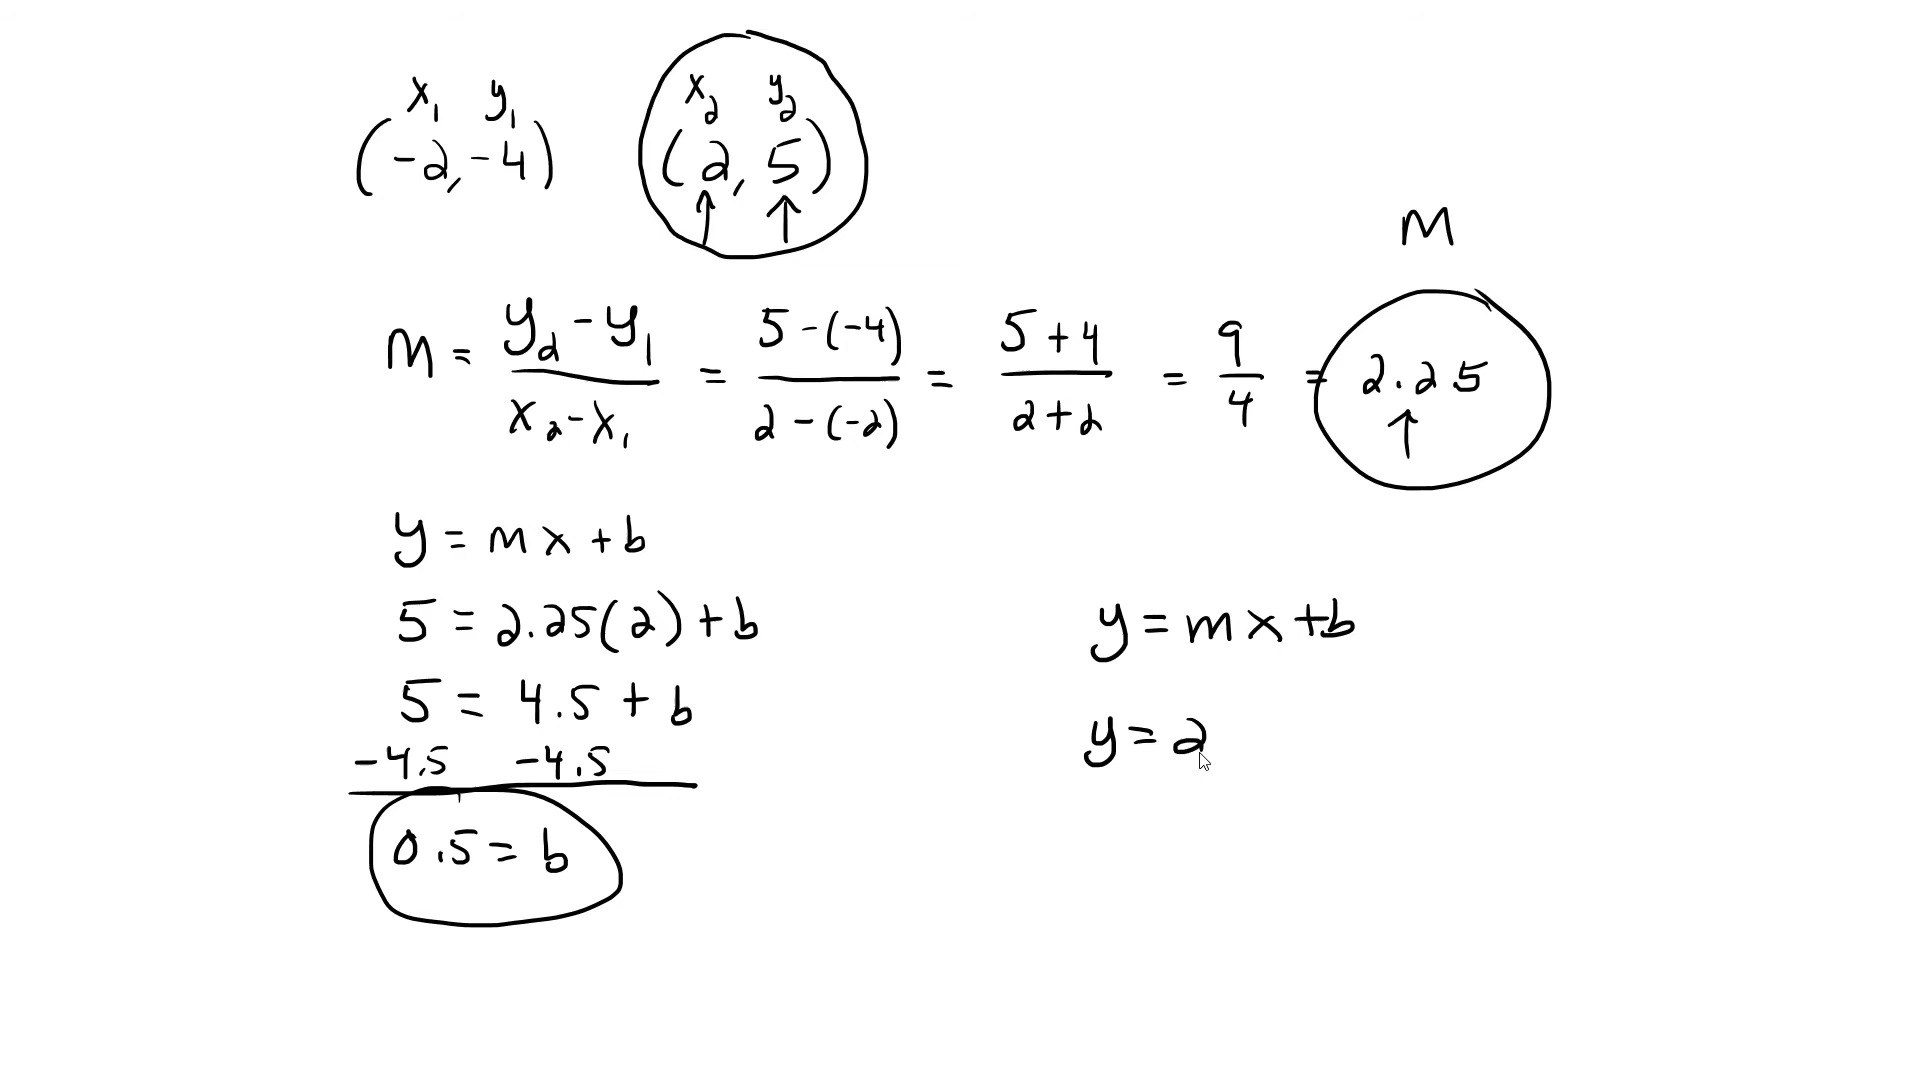 x₁ y₁ x₂ y₂
(-2, -4) (2, 5)
M
m = (y₂ - y₁)/(x₂ - x₁) = (5 - (-4))/(2 - (-2)) = (5 + 4)/(2 + 2) = 9/4 = 2.25
y = mx + b
5 = 2.25(2) + b
5 = 4.5 + b
-4.5 -4.5
0.5 = b
y = mx + b
y = 2